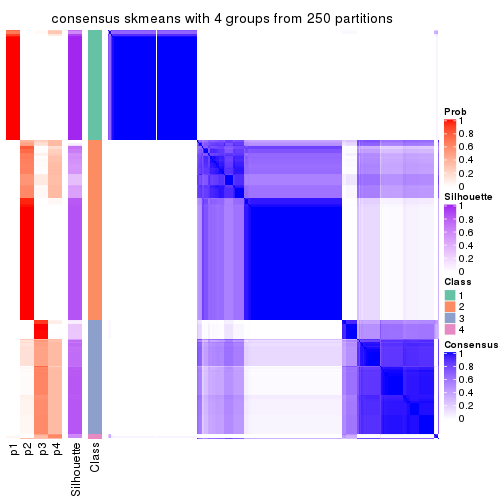 consensus skmeans with 4 groups from 250 partitions
Prob
1
0.8
0.6
0.4
0.2
0
Silhouette
1
0.8
0.6
0.4
0.2
0
Class
1
2
3
4
Consensus
1
0.8
0.6
0.4
0.2
0
p1
p2
p3
p4
Silhouette
Class